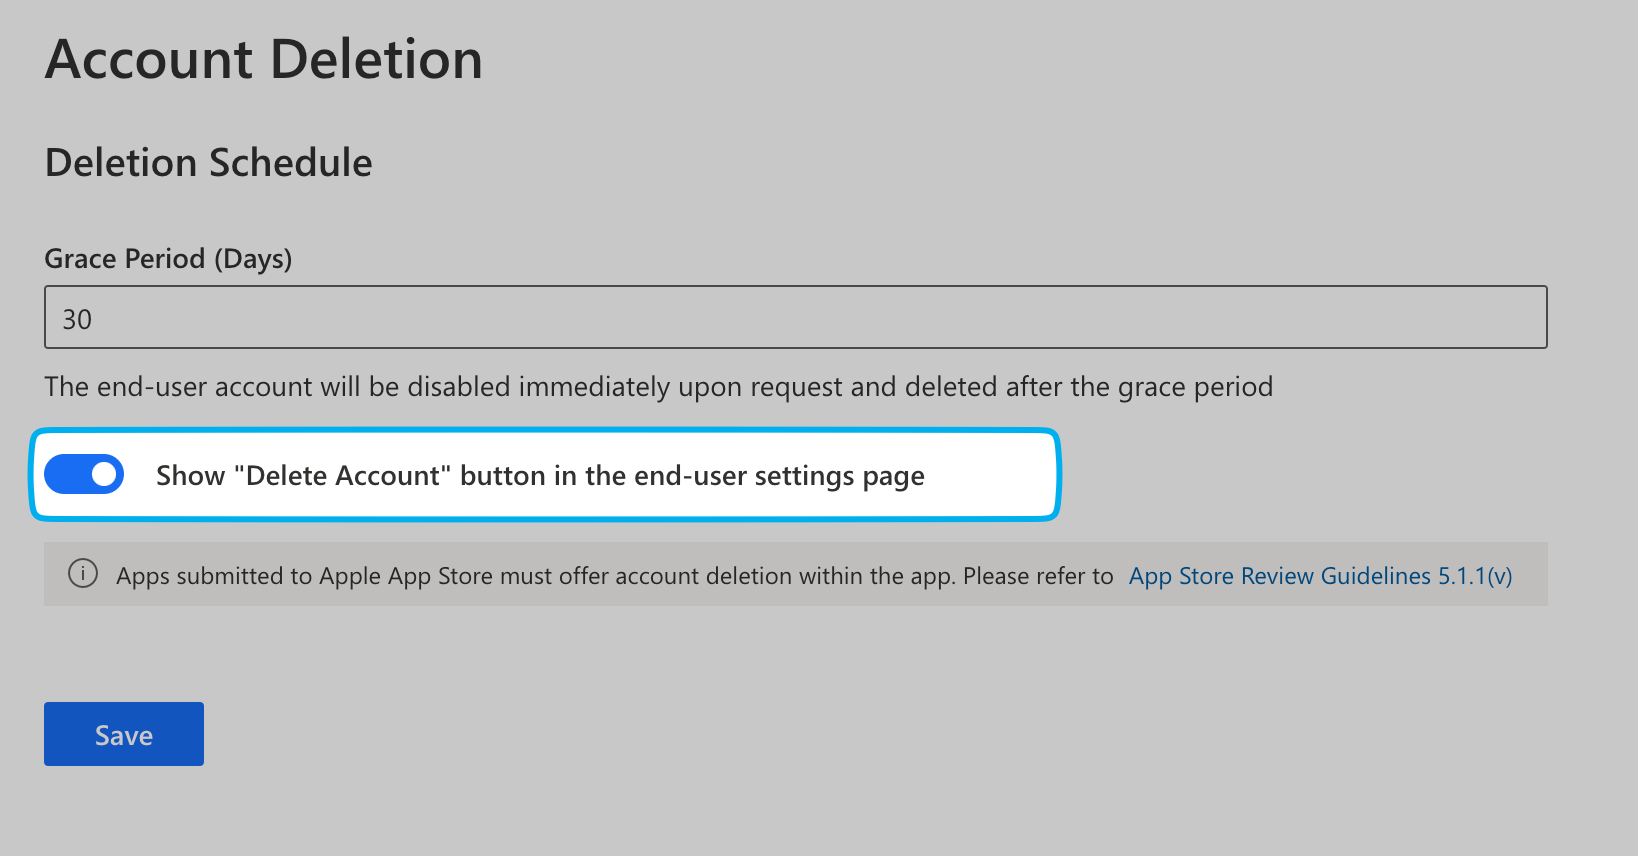 Account Deletion
Deletion Schedule
Grace Period (Days)
30
The end-user account will be disabled immediately upon request and deleted after the grace period
Show "Delete Account" button in the end-user settings page
Apps submitted to Apple App Store must offer account deletion within the app. Please refer to App Store Review Guidelines 5.1.1(v)
Save